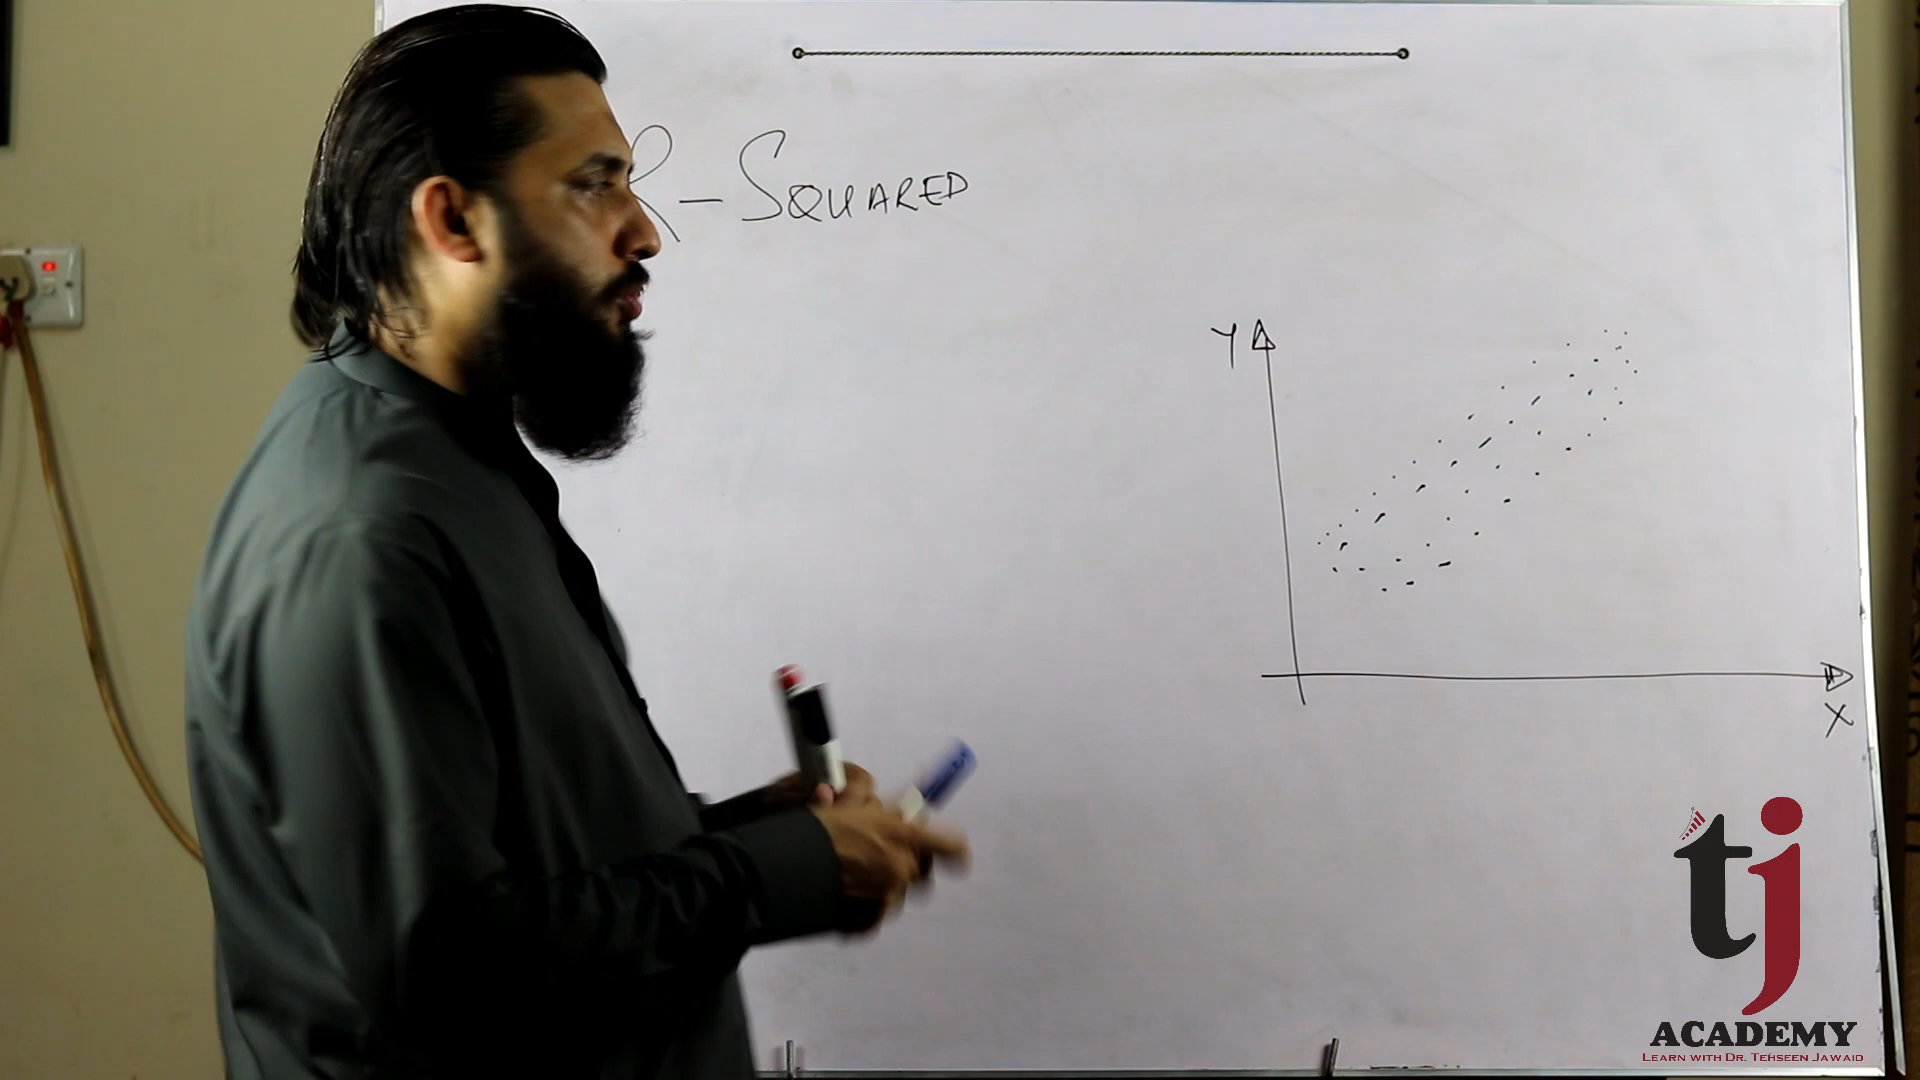 R-SQUARED
Y
X
tj
ACADEMY
LEARN WITH DR. TEHSEEN JAWAID